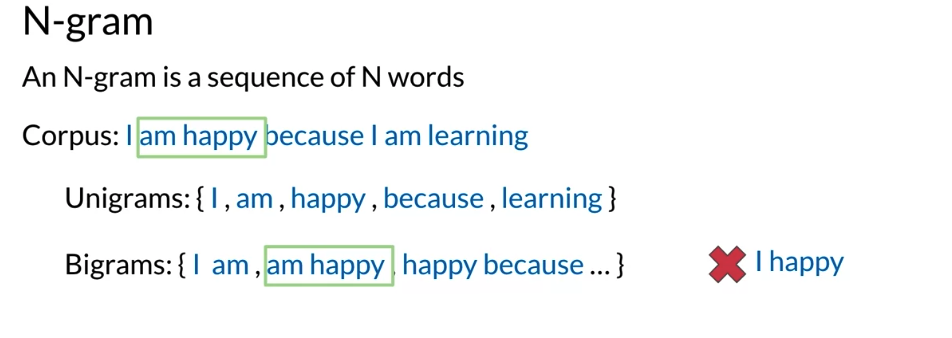 N-gram
An N-gram is a sequence of N words
Corpus: I am happy because I am learning
Unigrams: { I , am , happy , because , learning }
Bigrams: { I am , am happy , happy because ... } I happy